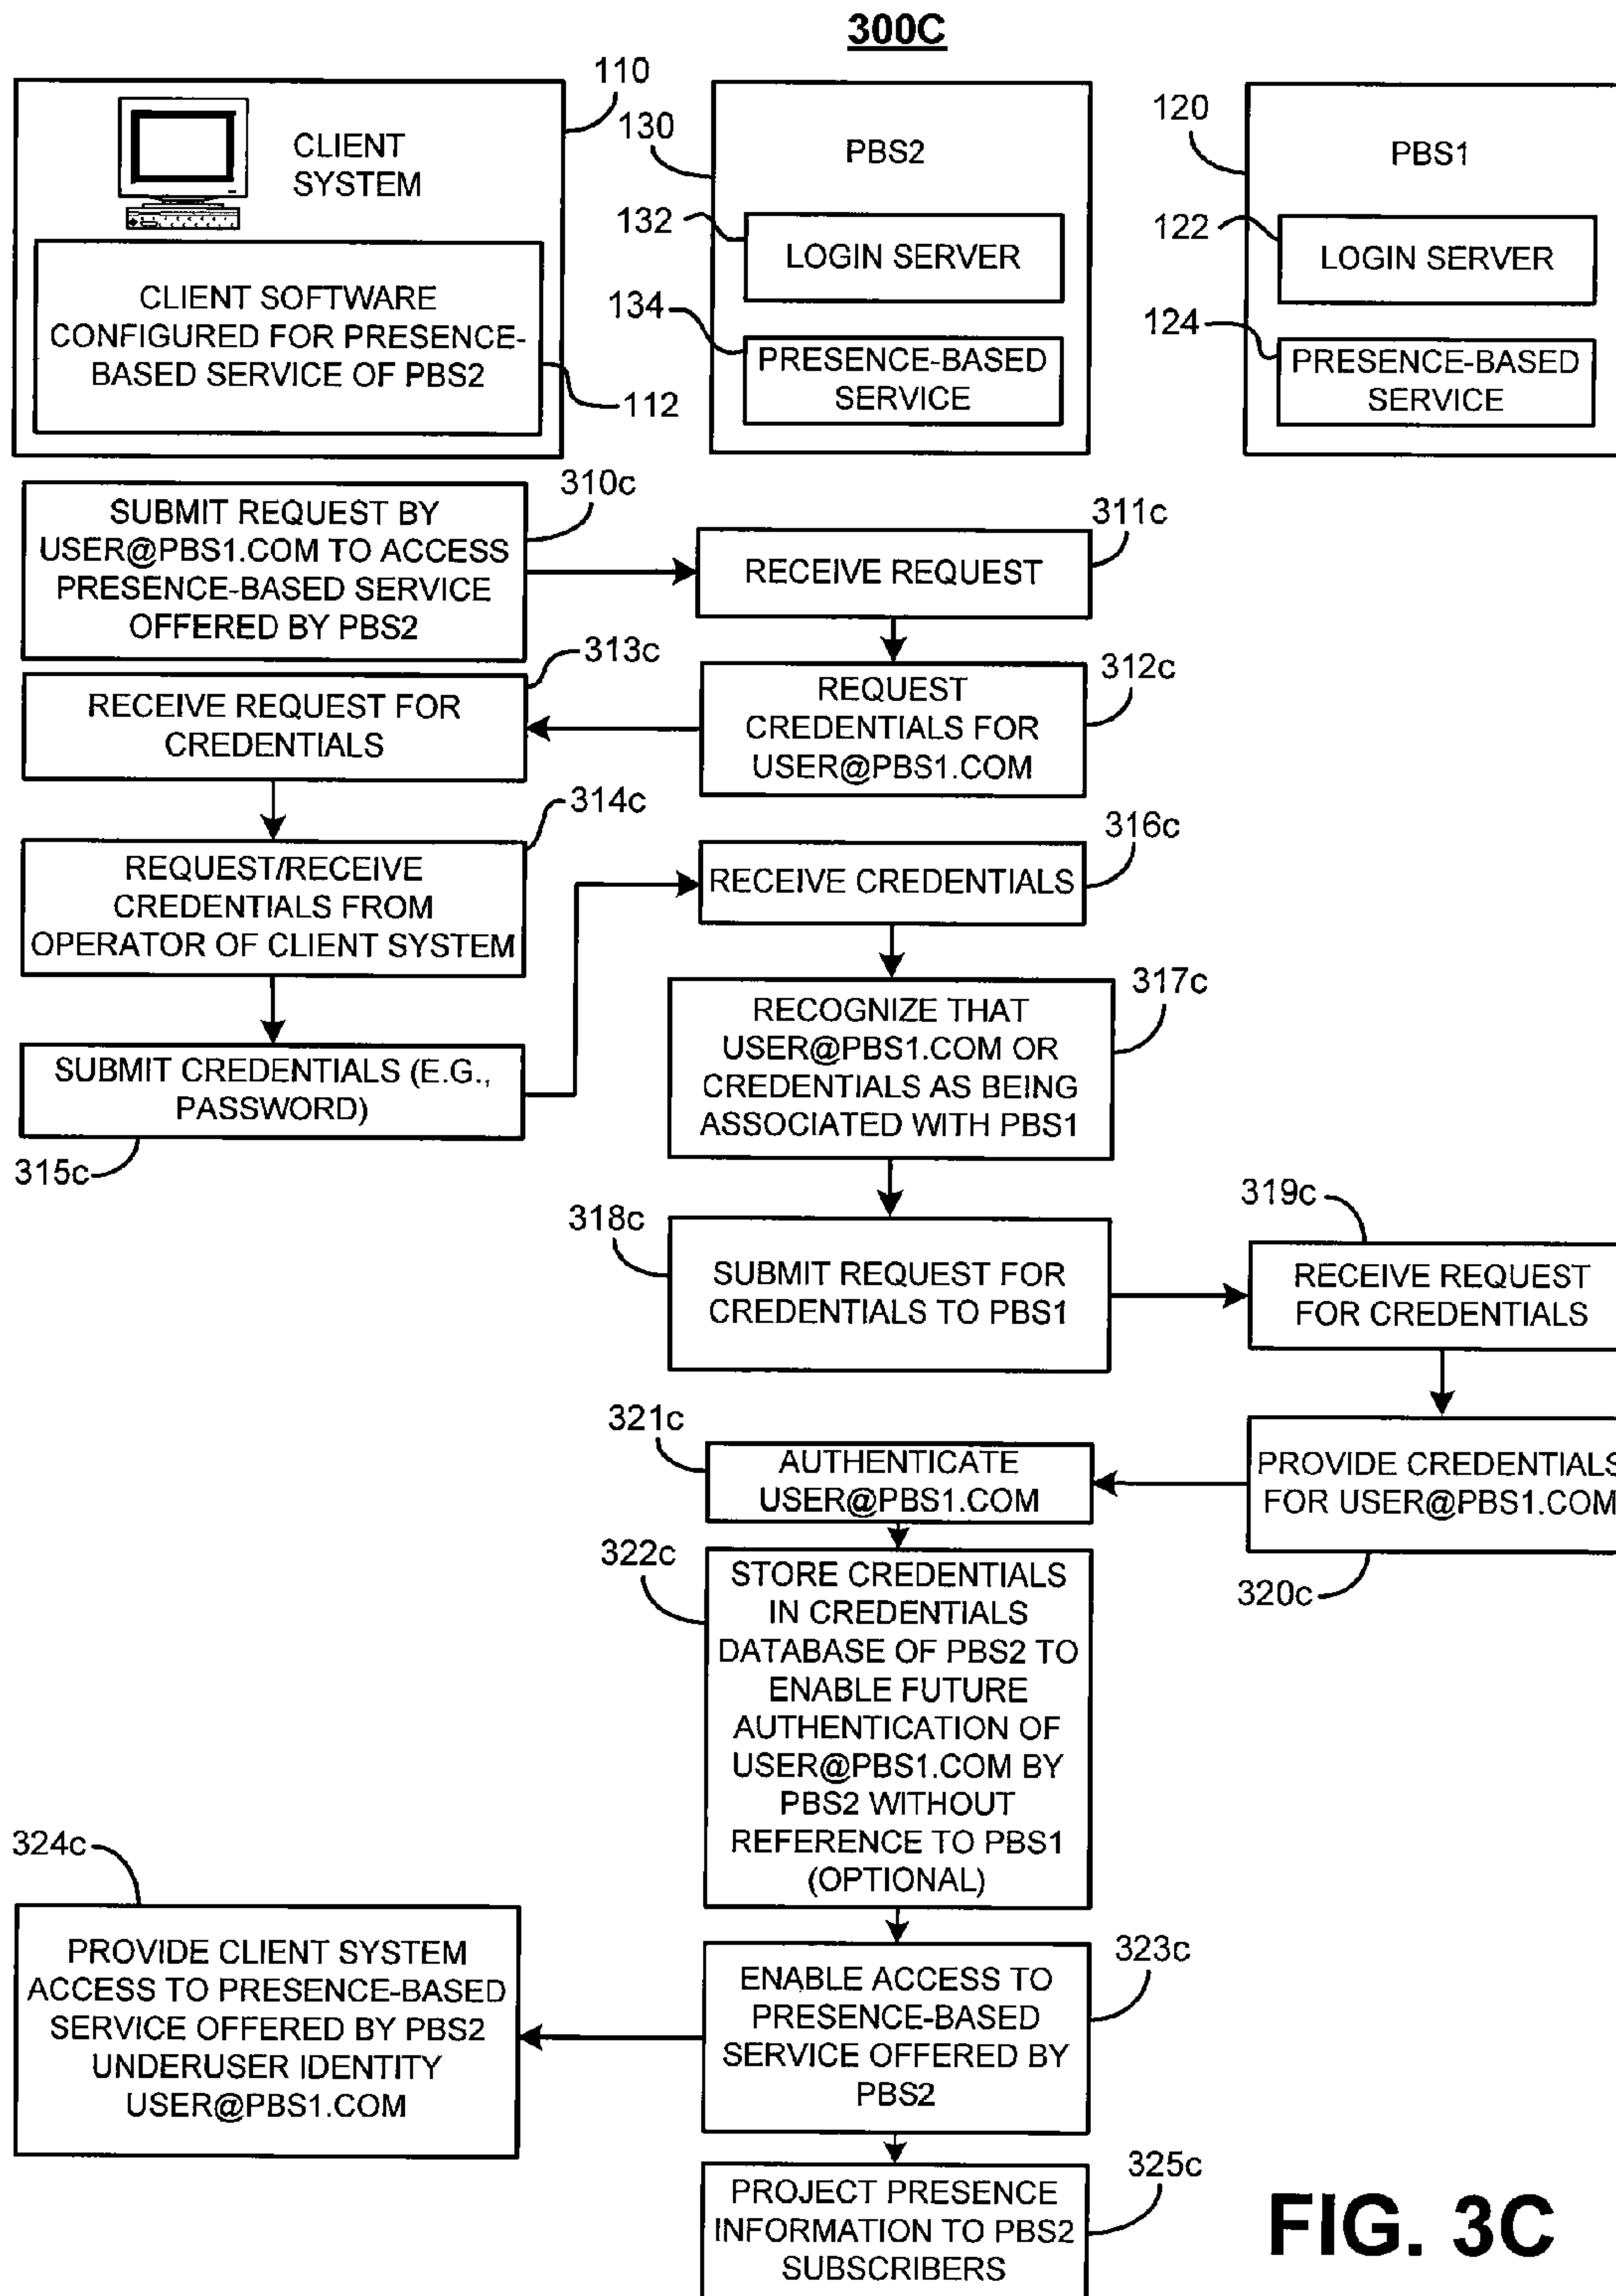 300C
110
CLIENT
SYSTEM
CLIENT SOFTWARE
CONFIGURED FOR PRESENCE-
BASED SERVICE OF PBS2
112
130
PBS2
132
LOGIN SERVER
134
PRESENCE-BASED
SERVICE
120
PBS1
122
LOGIN SERVER
124
PRESENCE-BASED
SERVICE
310c
SUBMIT REQUEST BY
USER@PBS1.COM TO ACCESS
PRESENCE-BASED SERVICE
OFFERED BY PBS2
311c
RECEIVE REQUEST
312c
REQUEST
CREDENTIALS FOR
USER@PBS1.COM
313c
RECEIVE REQUEST FOR
CREDENTIALS
314c
REQUEST/RECEIVE
CREDENTIALS FROM
OPERATOR OF CLIENT SYSTEM
SUBMIT CREDENTIALS (E.G.,
PASSWORD)
315c
316c
RECEIVE CREDENTIALS
317c
RECOGNIZE THAT
USER@PBS1.COM OR
CREDENTIALS AS BEING
ASSOCIATED WITH PBS1
318c
SUBMIT REQUEST FOR
CREDENTIALS TO PBS1
319c
RECEIVE REQUEST
FOR CREDENTIALS
PROVIDE CREDENTIALS
FOR USER@PBS1.COM
320c
321c
AUTHENTICATE
USER@PBS1.COM
322c
STORE CREDENTIALS
IN CREDENTIALS
DATABASE OF PBS2 TO
ENABLE FUTURE
AUTHENTICATION OF
USER@PBS1.COM BY
PBS2 WITHOUT
REFERENCE TO PBS1
(OPTIONAL)
323c
ENABLE ACCESS TO
PRESENCE-BASED
SERVICE OFFERED BY
PBS2
324c
PROVIDE CLIENT SYSTEM
ACCESS TO PRESENCE-BASED
SERVICE OFFERED BY PBS2
UNDERUSER IDENTITY
USER@PBS1.COM
325c
PROJECT PRESENCE
INFORMATION TO PBS2
SUBSCRIBERS
FIG. 3C